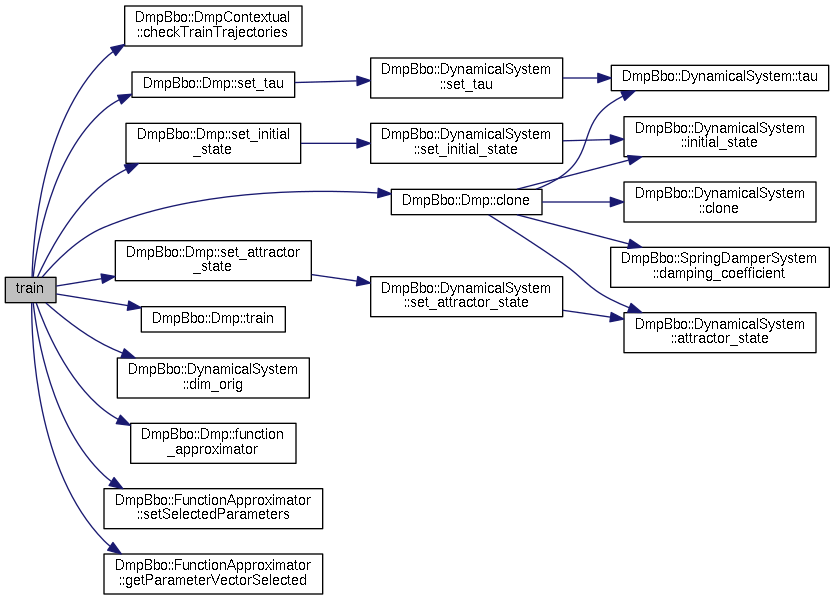 train
DmpBbo::DmpContextual
::checkTrainTrajectories
DmpBbo::Dmp::set_tau
DmpBbo::Dmp::set_initial
_state
DmpBbo::Dmp::set_attractor
_state
DmpBbo::Dmp::train
DmpBbo::DynamicalSystem
::dim_orig
DmpBbo::Dmp::function
_approximator
DmpBbo::FunctionApproximator
::setSelectedParameters
DmpBbo::FunctionApproximator
::getParameterVectorSelected
DmpBbo::DynamicalSystem
::set_tau
DmpBbo::DynamicalSystem
::set_initial_state
DmpBbo::Dmp::clone
DmpBbo::DynamicalSystem
::set_attractor_state
DmpBbo::DynamicalSystem::tau
DmpBbo::DynamicalSystem
::initial_state
DmpBbo::DynamicalSystem
::clone
DmpBbo::SpringDamperSystem
::damping_coefficient
DmpBbo::DynamicalSystem
::attractor_state